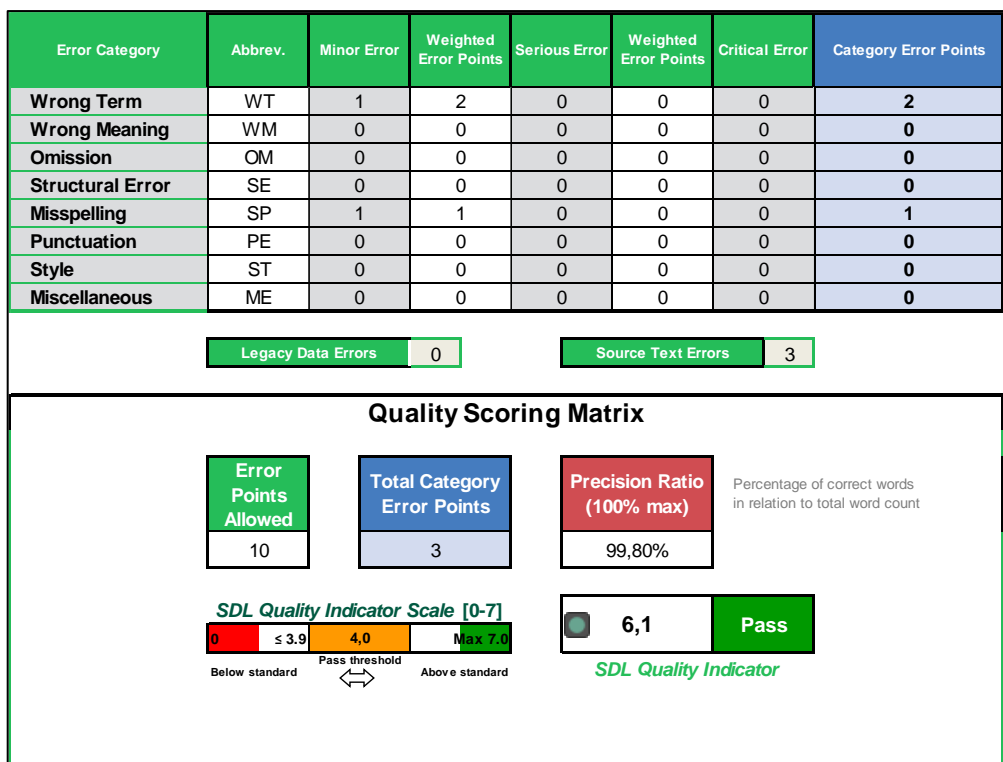 Error Category Abbrev. Minor Error Weighted Error Points Serious Error Weighted Error Points Critical Error Category Error Points
Wrong Term WT 1 2 0 0 0 2
Wrong Meaning WM 0 0 0 0 0 0
Omission OM 0 0 0 0 0 0
Structural Error SE 0 0 0 0 0 0
Misspelling SP 1 1 0 0 0 1
Punctuation PE 0 0 0 0 0 0
Style ST 0 0 0 0 0 0
Miscellaneous ME 0 0 0 0 0 0
Legacy Data Errors 0 Source Text Errors 3
Quality Scoring Matrix
Error Points Allowed
10
Total Category Error Points
3
Precision Ratio (100% max)
99,80%
Percentage of correct words
in relation to total word count
SDL Quality Indicator Scale [0-7]
0 ≤ 3.9 4,0 Max 7.0
Below standard Pass threshold Above standard
6,1 Pass
SDL Quality Indicator